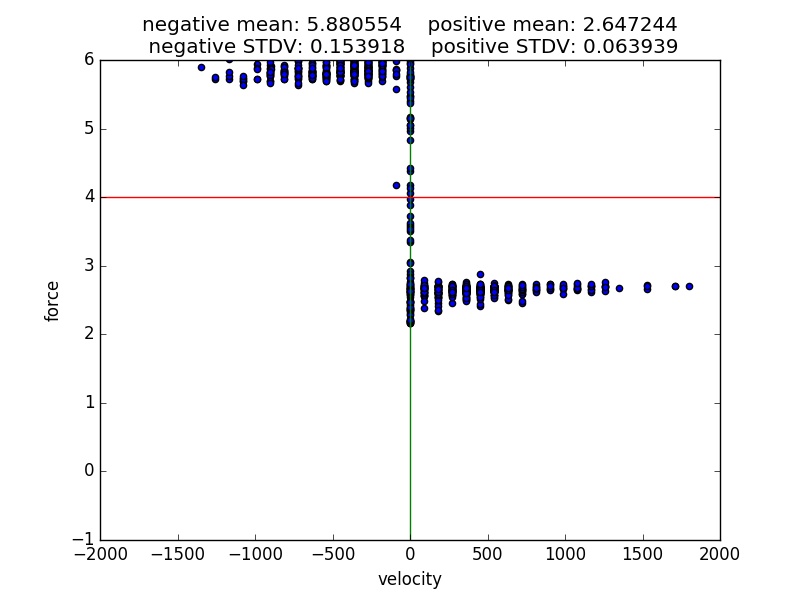 negative mean: 5.880554 positive mean: 2.647244
negative STDV: 0.153918 positive STDV: 0.063939
6
5
4
3
2
1
0
−1
force
−2000 −1500 −1000 −500 0 500 1000 1500 2000
velocity